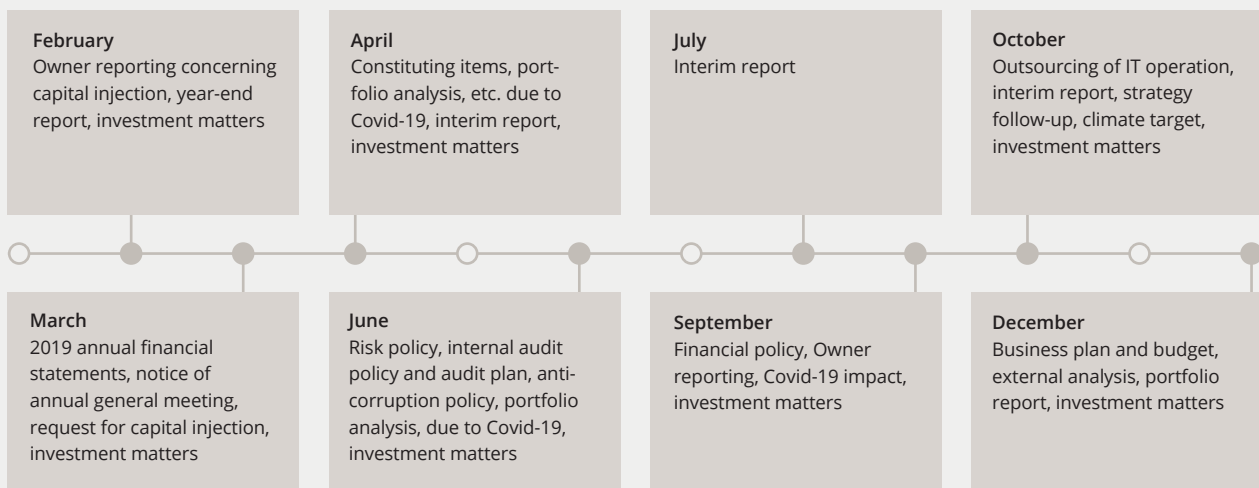 February
Owner reporting concerning
capital injection, year-end
report, investment matters
April
Constituting items, port-
folio analysis, etc. due to
Covid-19, interim report,
investment matters
July
Interim report
October
Outsourcing of IT operation,
interim report, strategy
follow-up, climate target,
investment matters
March
2019 annual financial
statements, notice of
annual general meeting,
request for capital injection,
investment matters
June
Risk policy, internal audit
policy and audit plan, anti-
corruption policy, portfolio
analysis, due to Covid-19,
investment matters
September
Financial policy, Owner
reporting, Covid-19 impact,
investment matters
December
Business plan and budget,
external analysis, portfolio
report, investment matters